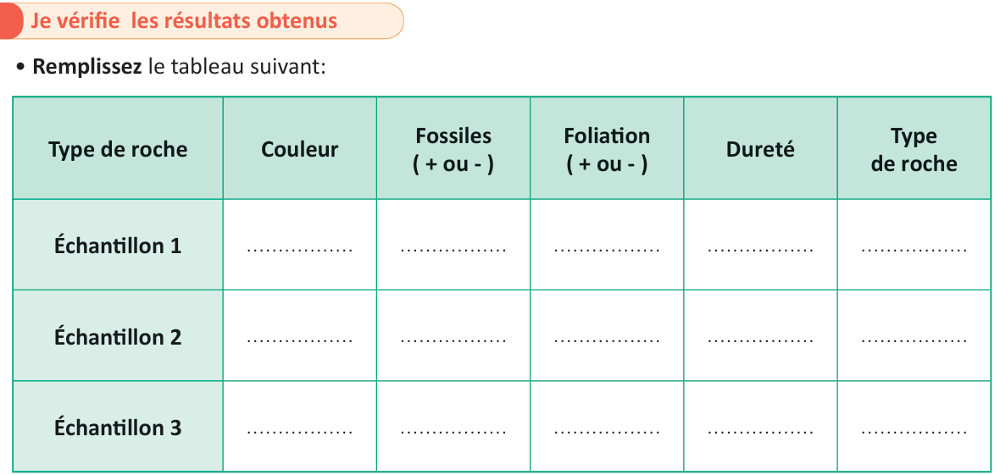 Je vérifie  les résultats obtenus
• Remplissez le tableau suivant:
Type de roche
Couleur
Fossiles
( + ou - )
Foliation
( + ou - )
Dureté
Type
de roche
Échantillon 1
.................
.................
.................
.................
.................
Échantillon 2
.................
.................
.................
.................
.................
Échantillon 3
.................
.................
.................
.................
.................